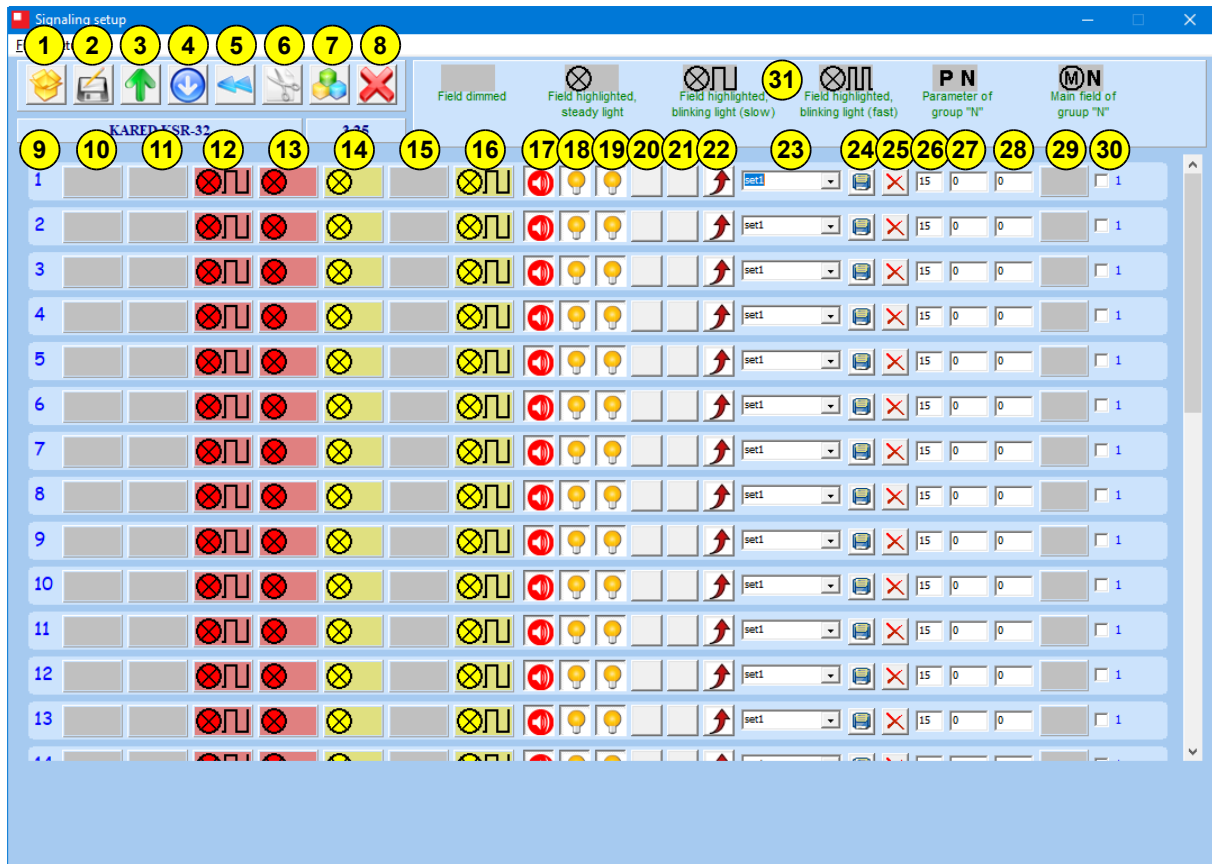 Signaling setup
1 2 3 4 5 6 7 8
31
P N
M N
Field dimmed
Field highlighted,
steady light
Field highlighted,
blinking light (slow)
Field highlighted,
blinking light (fast)
Parameter of
group "N"
Main field of
gruup "N"
KARED KSR-32
3.25
9 10 11 12 13 14 15 16 17 18 19 20 21 22 23 24 25 26 27 28 29 30
1 set1 15 0 0 1
2 set1 15 0 0 1
3 set1 15 0 0 1
4 set1 15 0 0 1
5 set1 15 0 0 1
6 set1 15 0 0 1
7 set1 15 0 0 1
8 set1 15 0 0 1
9 set1 15 0 0 1
10 set1 15 0 0 1
11 set1 15 0 0 1
12 set1 15 0 0 1
13 set1 15 0 0 1